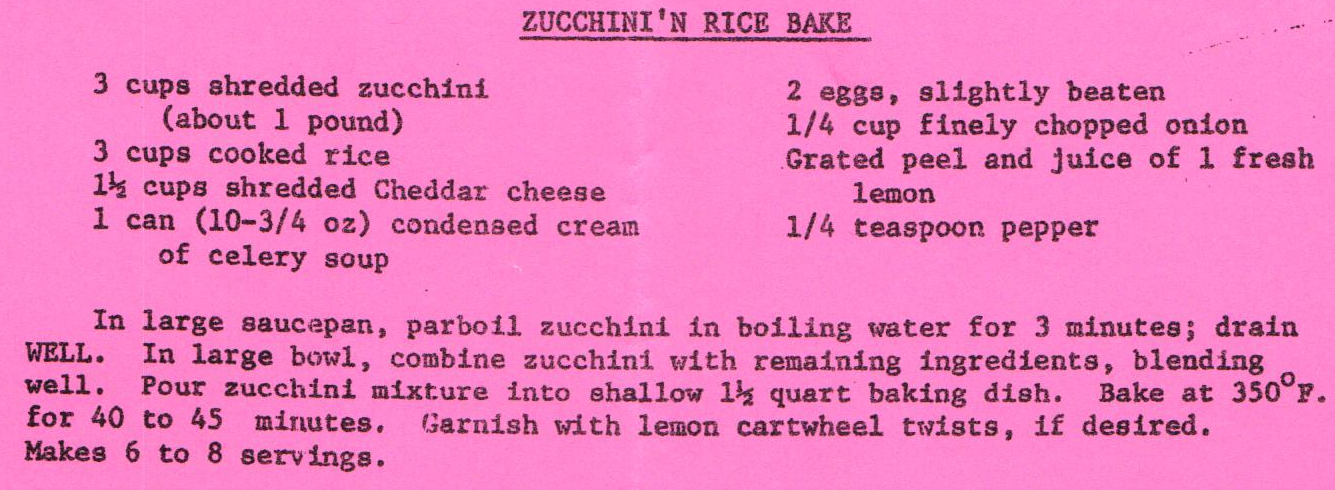 ZUCCHINI'N RICE BAKE
3 cups shredded zucchini
(about 1 pound)
3 cups cooked rice
1½ cups shredded Cheddar cheese
1 can (10-3/4 oz) condensed cream
of celery soup
2 eggs, slightly beaten
1/4 cup finely chopped onion
Grated peel and juice of 1 fresh
lemon
1/4 teaspoon pepper
In large saucepan, parboil zucchini in boiling water for 3 minutes; drain
WELL. In large bowl, combine zucchini with remaining ingredients, blending
well. Pour zucchini mixture into shallow 1½ quart baking dish. Bake at 350°F.
for 40 to 45 minutes. Garnish with lemon cartwheel twists, if desired.
Makes 6 to 8 servings.